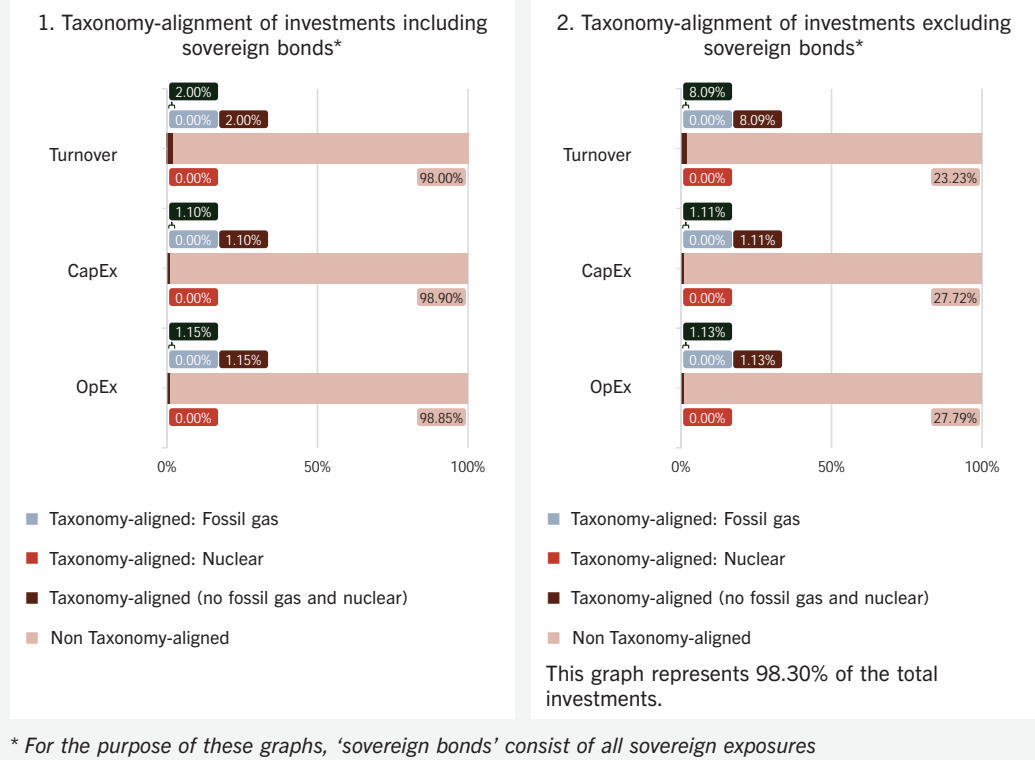 1. Taxonomy-alignment of investments including
sovereign bonds*
2.00%
0.00% 2.00%
Turnover
0.00% 98.00%
1.10%
0.00% 1.10%
CapEx
0.00% 98.90%
1.15%
0.00% 1.15%
OpEx
0.00% 98.85%
0% 50% 100%
Taxonomy-aligned: Fossil gas
Taxonomy-aligned: Nuclear
Taxonomy-aligned (no fossil gas and nuclear)
Non Taxonomy-aligned
2. Taxonomy-alignment of investments excluding
sovereign bonds*
8.09%
0.00% 8.09%
Turnover
0.00% 23.23%
1.11%
0.00% 1.11%
CapEx
0.00% 27.72%
1.13%
0.00% 1.13%
OpEx
0.00% 27.79%
0% 50% 100%
Taxonomy-aligned: Fossil gas
Taxonomy-aligned: Nuclear
Taxonomy-aligned (no fossil gas and nuclear)
Non Taxonomy-aligned
This graph represents 98.30% of the total
investments.
* For the purpose of these graphs, ‘sovereign bonds’ consist of all sovereign exposures